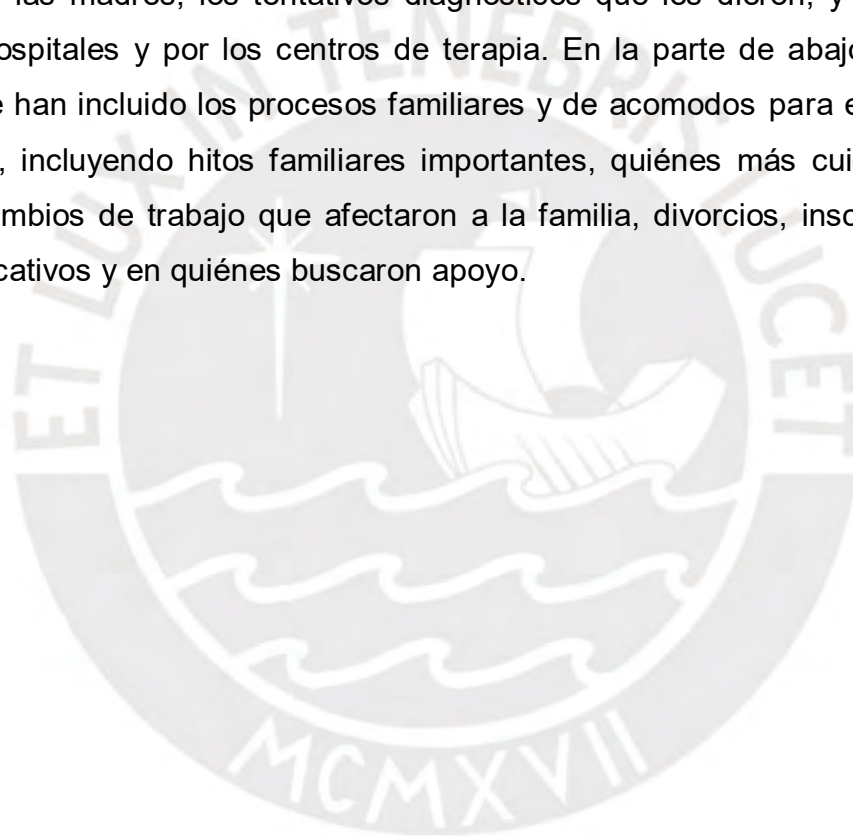 las madres, los tentativos diagnósticos que les dieron, y
ospitales y por los centros de terapia. En la parte de abajo
han incluido los procesos familiares y de acomodos para
, incluyendo hitos familiares importantes, quiénes más
mbios de trabajo que afectaron a la familia, divorcios,
cativos y en quiénes buscaron apoyo.
ET LUX IN TENEBRIS LUCET
MCMXVII